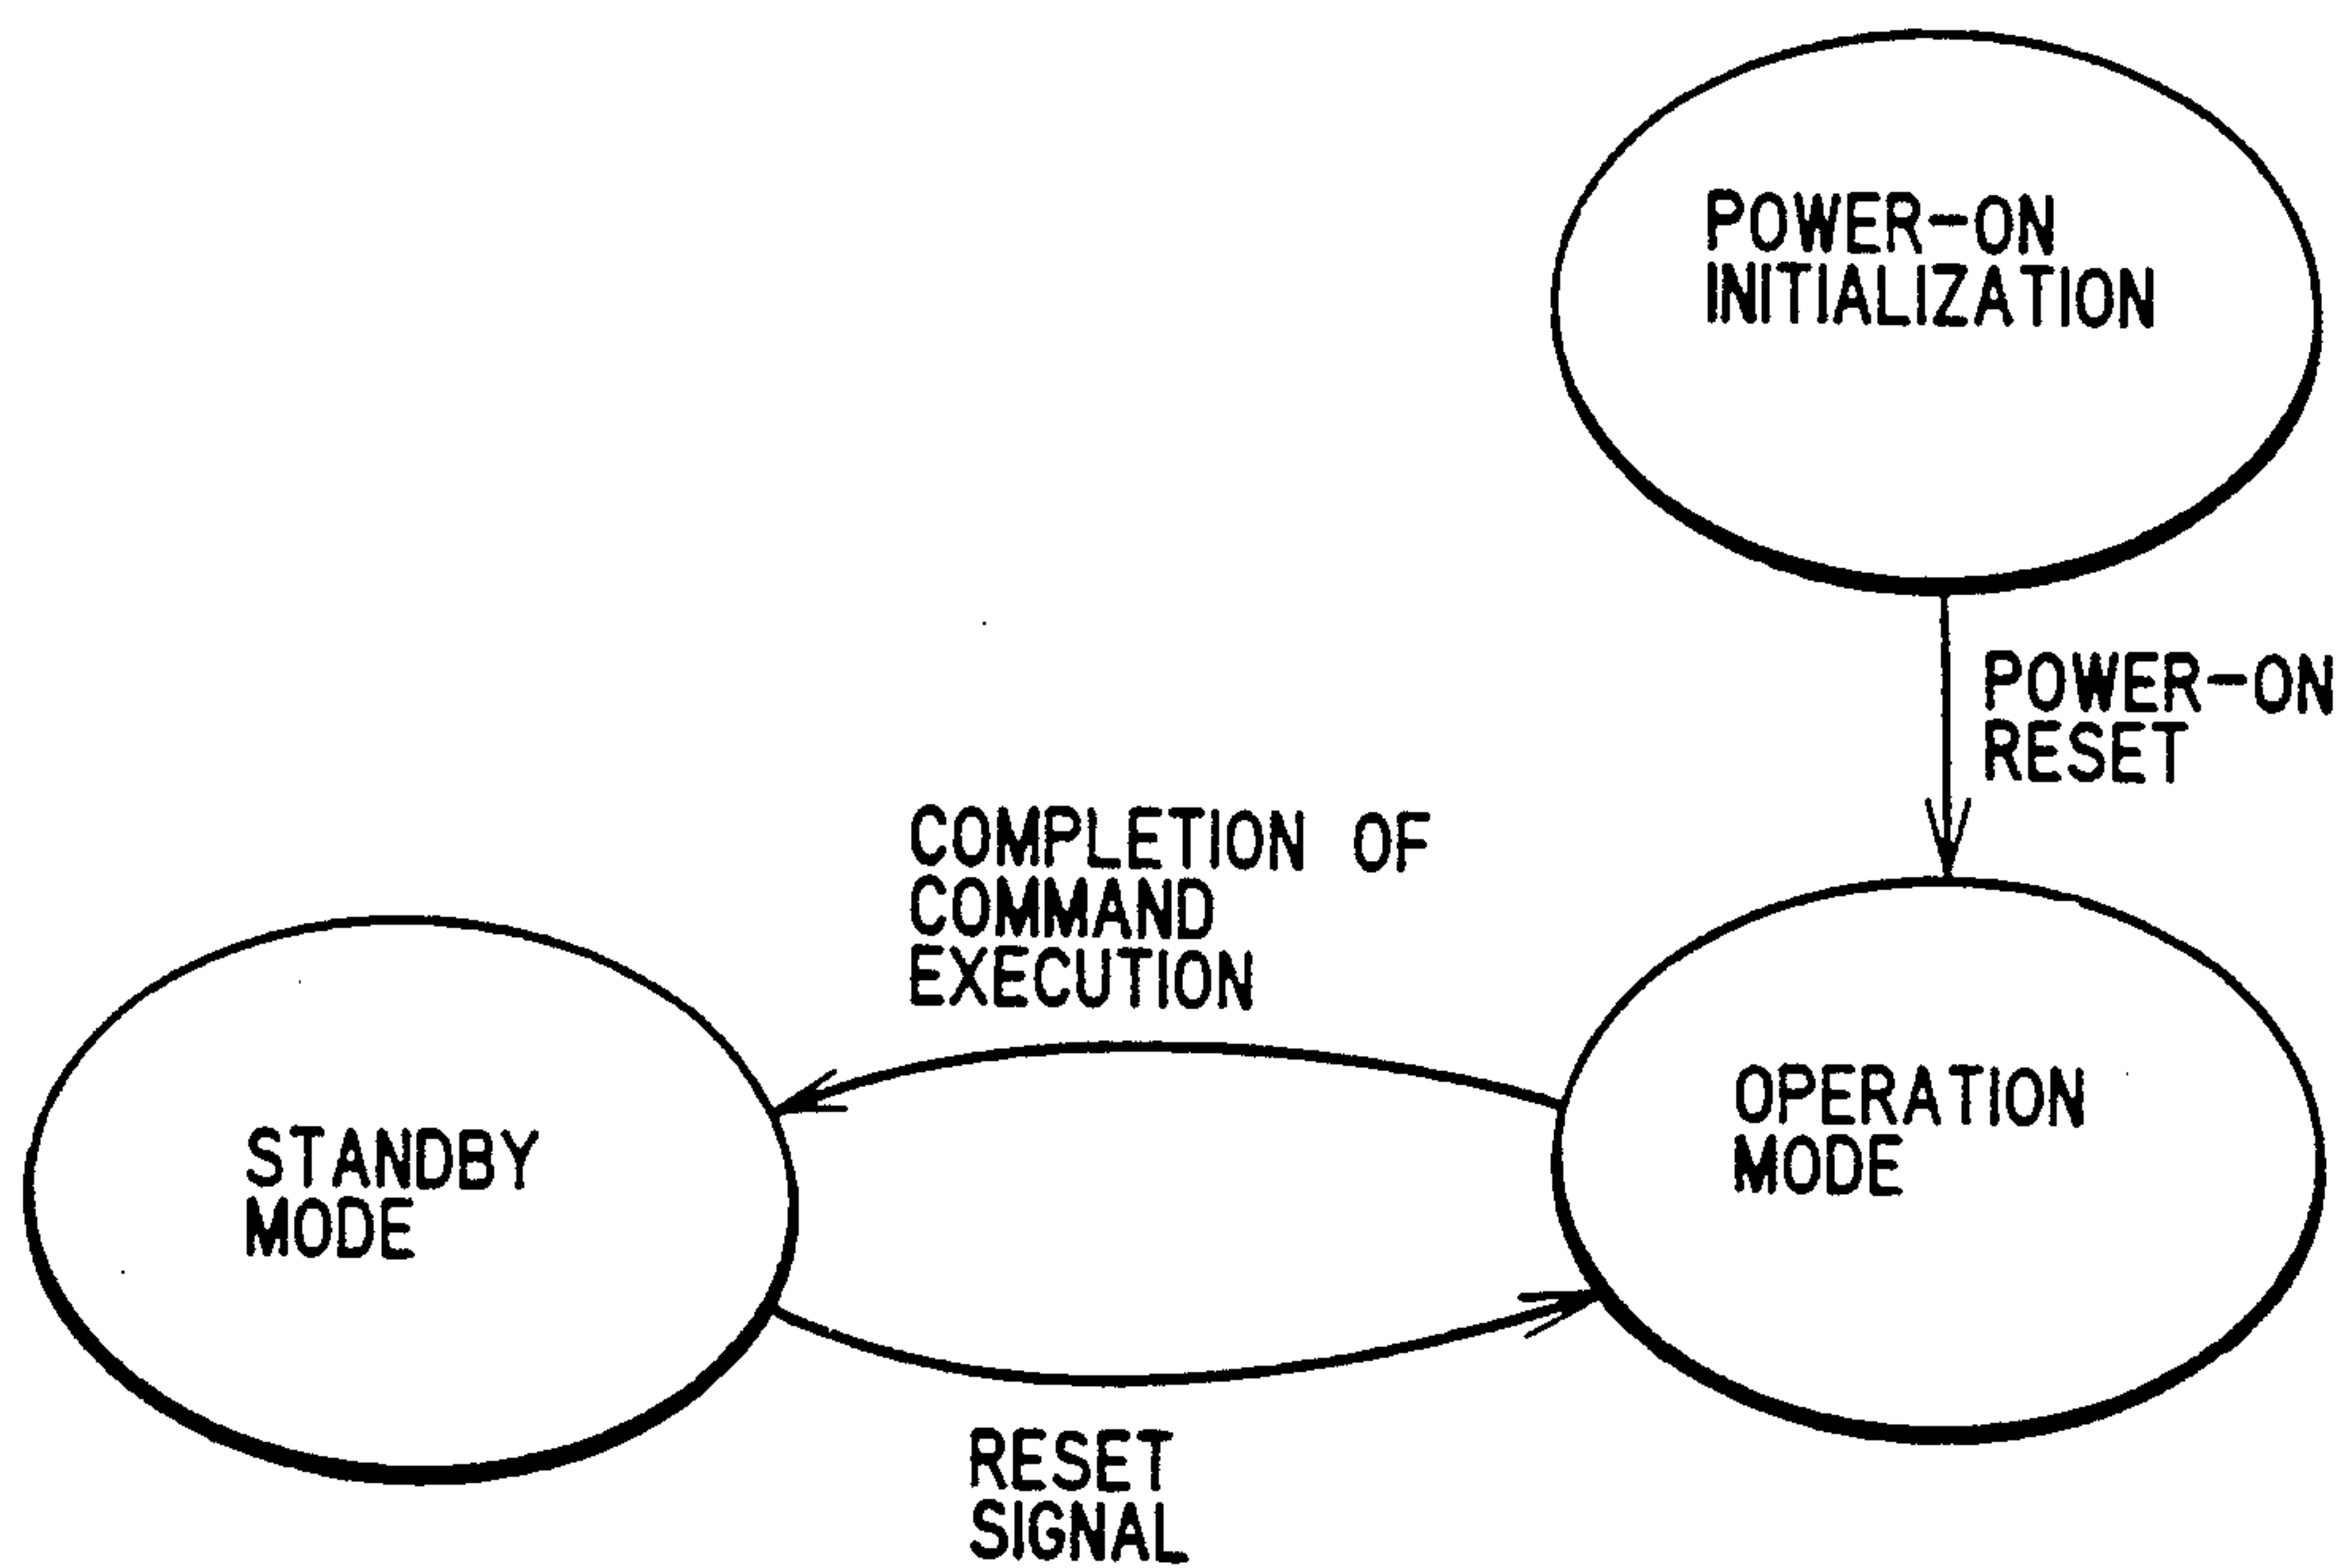 POWER-ON
INITIALIZATION
POWER-ON
RESET
COMPLETION OF
COMMAND
EXECUTION
OPERATION
MODE
STANDBY
MODE
RESET
SIGNAL